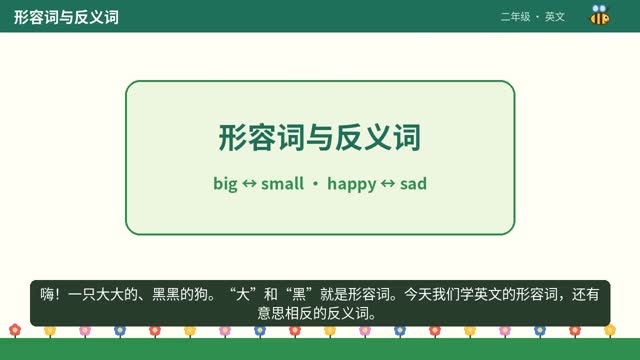 形容词与反义词
二年级 · 英文
形容词与反义词
big ↔ small · happy ↔ sad
嗨！一只大大的、黑黑的狗。“大”和“黑”就是形容词。今天我们学英文的形容词，还有
意思相反的反义词。